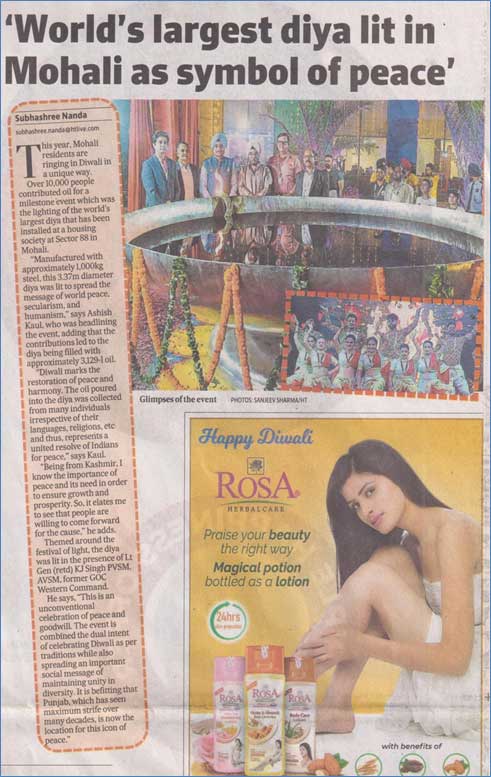 ‘World’s largest diya lit in
Mohali as symbol of peace’
Subhashree Nanda
subhashree.nanda@htlive.com
This year, Mohali
residents are
ringing in Diwali in
a unique way.
Over 10,000 people
contributed oil for a
milestone event which was
the lighting of the world’s
largest diya that has been
installed at a housing
society at Sector 88 in
Mohali.
“Manufactured with
approximately 1,000kg
steel, this 3.37m diameter
diya was lit to spread the
message of world peace,
secularism, and
humanism,” says Ashish
Kaul, who was headlining
the event, adding that the
contributions led to the
diya being filled with
approximately 3,129-l oil.
“Diwali marks the
restoration of peace and
harmony. The oil poured
into the diya was collected
from many individuals
irrespective of their
languages, religions, etc
and thus, represents a
united resolve of Indians
for peace,” says Kaul.
“Being from Kashmir, I
know the importance of
peace and its need in order
to ensure growth and
prosperity. So, it elates me
to see that people are
willing to come forward
for the cause,” he adds.
Themed around the
festival of light, the diya
was lit in the presence of Lt
Gen (retd) KJ Singh PVSM,
AVSM, former GOC
Western Command.
He says, “This is an
unconventional
celebration of peace and
goodwill. The event is
combined the dual intent
of celebrating Diwali as per
traditions while also
spreading an important
social message of
maintaining unity in
diversity. It is befitting that
Punjab, which has seen
maximum strife over
many decades, is now the
location for this icon of
peace.”
Glimpses of the event
PHOTOS: SANJEEV SHARMA/HT
Happy Diwali
ROSA
HERBALCARE
Praise your beauty
the right way
Magical potion
bottled as a lotion
24hrs
ROSA
ROSA
ROSA
Body Care
with benefits of